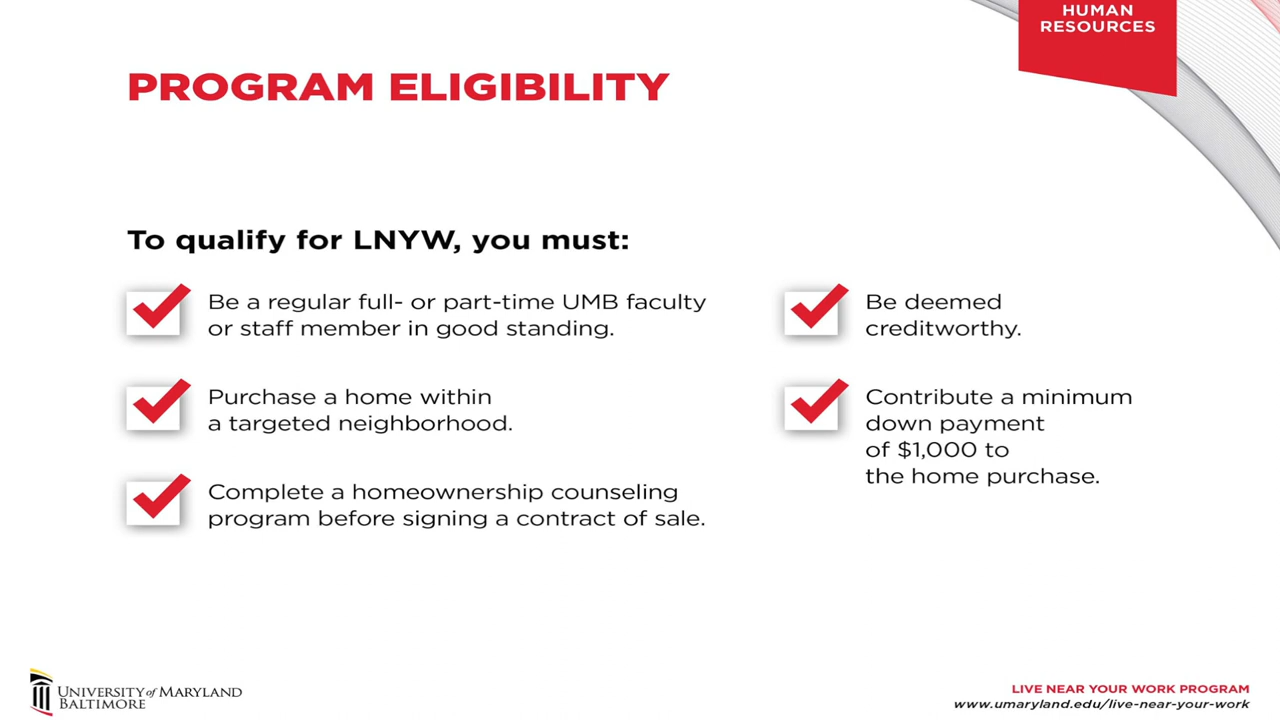 HUMAN
RESOURCES
PROGRAM ELIGIBILITY
To qualify for LNYW, you must:
Be a regular full- or part-time UMB faculty
or staff member in good standing.
Purchase a home within
a targeted neighborhood.
Complete a homeownership counseling
program before signing a contract of sale.
Be deemed
creditworthy.
Contribute a minimum
down payment
of $1,000 to
the home purchase.
UNIVERSITY of MARYLAND
BALTIMORE
LIVE NEAR YOUR WORK PROGRAM
www.umaryland.edu/live-near-your-work